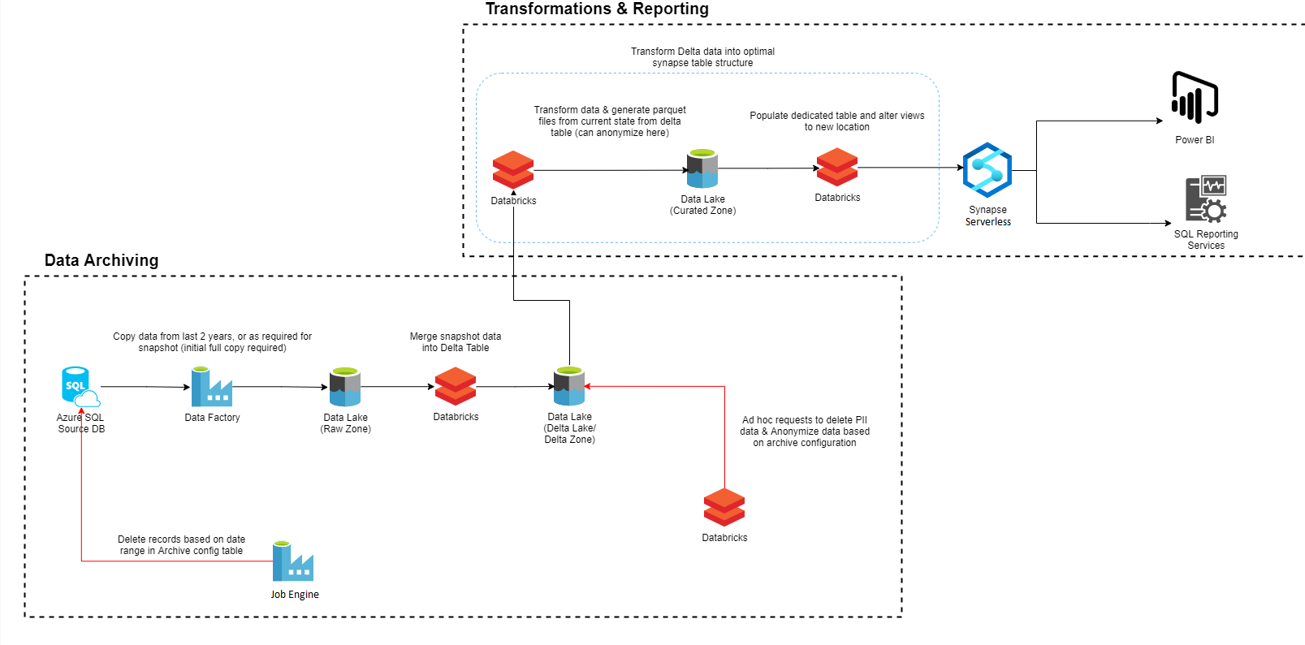 Transformations & Reporting
Transform Delta data into optimal
synapse table structure
Transform data & generate parquet
files from current state from delta
table (can anonymize here)
Populate dedicated table and alter views
to new location
Databricks
Data Lake
(Curated Zone)
Databricks
Synapse
Serverless
Power BI
SQL Reporting
Services
Data Archiving
Copy data from last 2 years, or as required for
snapshot (initial full copy required)
Merge snapshot data
into Delta Table
SQL
Azure SQL
Source DB
Data Factory
Data Lake
(Raw Zone)
Databricks
Data Lake
(Delta Lake/
Delta Zone)
Ad hoc requests to delete PII
data & Anonymize data based
on archive configuration
Databricks
Delete records based on date
range in Archive config table
Job Engine